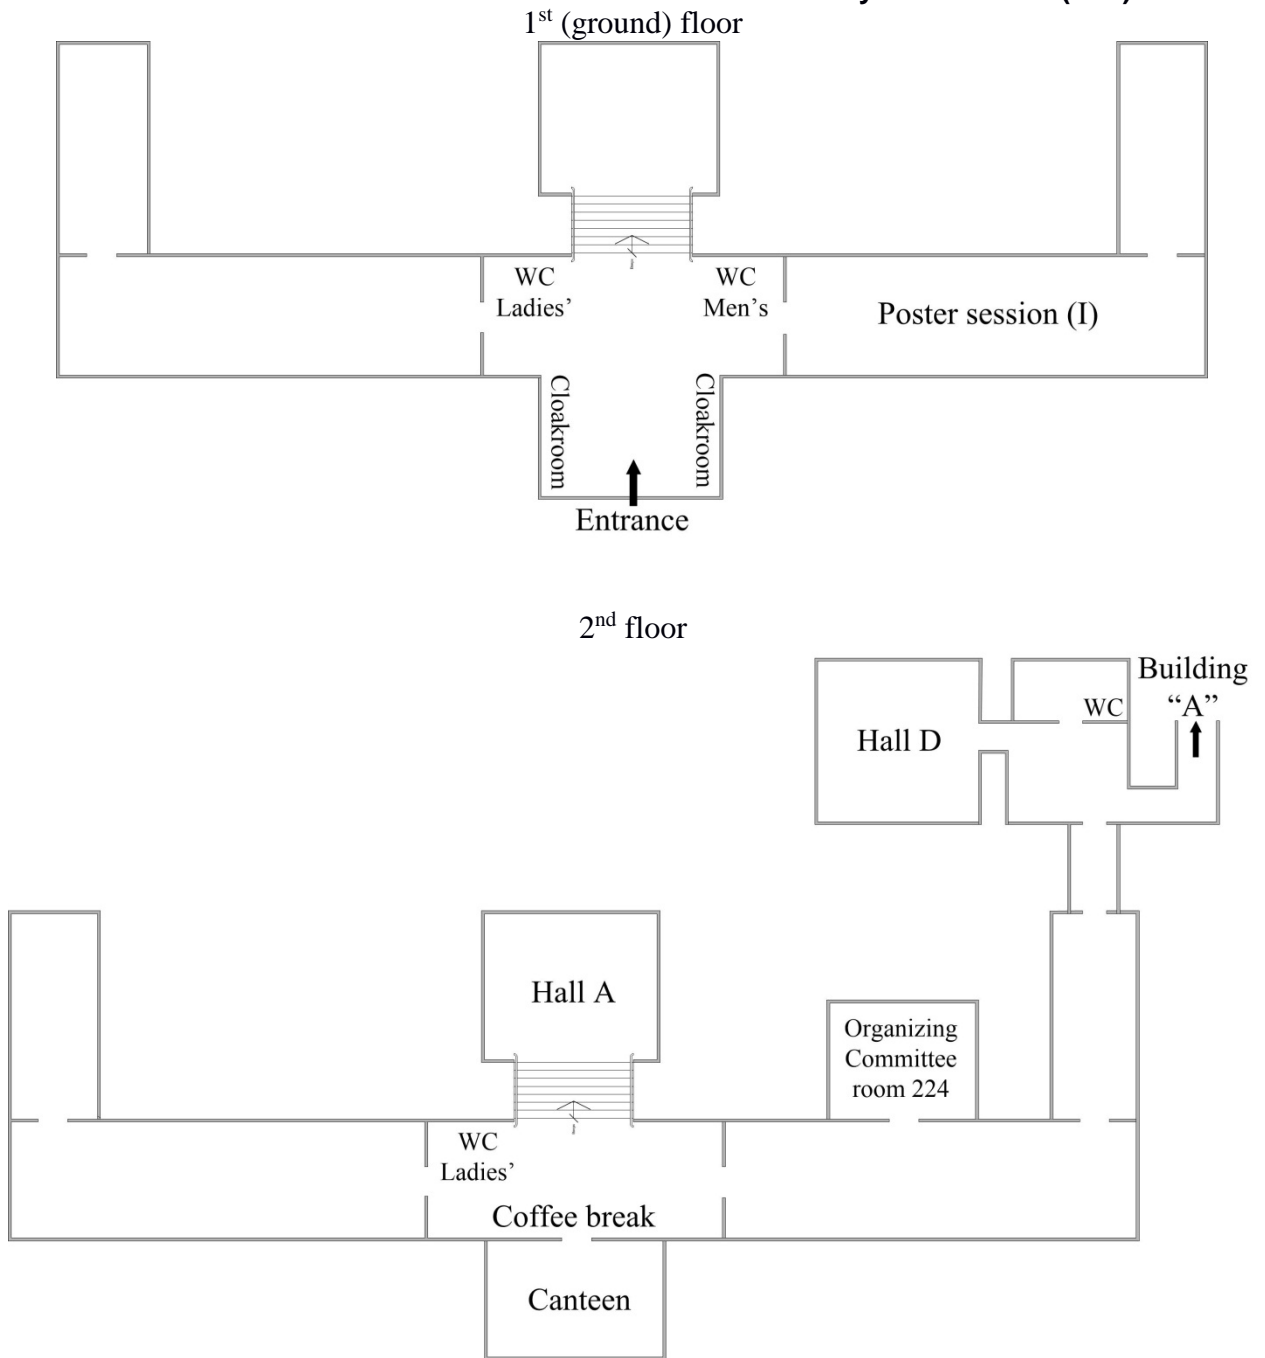 1st (ground) floor
WC
Ladies’
WC
Men’s
Poster session (I)
Cloakroom
Cloakroom
Entrance
2nd floor
Building
“A”
WC
Hall D
Hall A
Organizing
Committee
room 224
WC
Ladies’
Coffee break
Canteen